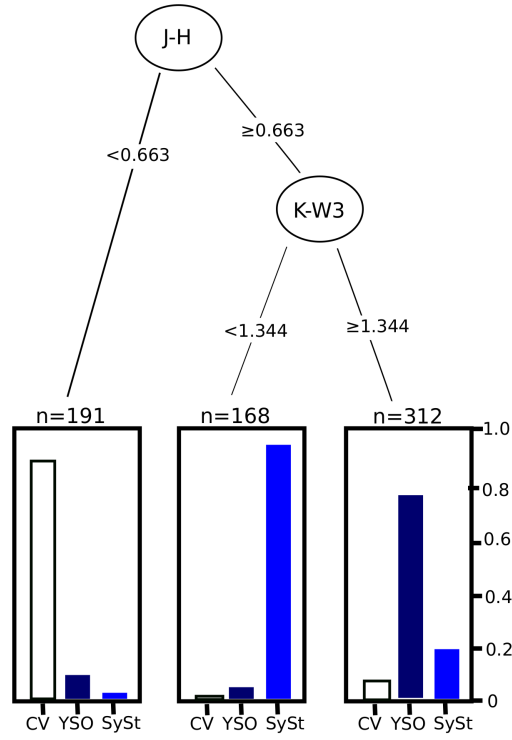 J-H
≥0.663
<0.663
K-W3
<1.344
≥1.344
n=191
n=168
n=312
1.0
0.8
0.6
0.4
0.2
0
CV YSO SySt
CV YSO SySt
CV YSO SySt